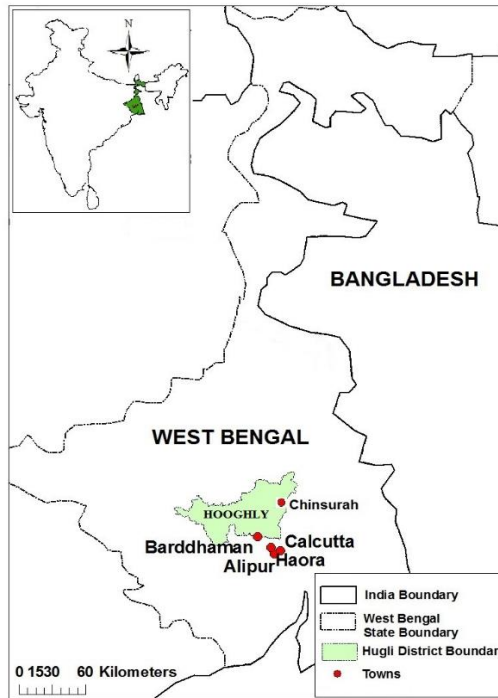 N
BANGLADESH
WEST BENGAL
Chinsurah
HOOGHLY
Barddhaman
Calcutta
Alipur
Haora
India Boundary
West Bengal
State Boundary
Hugli District Boundar
Towns
0 1530 60 Kilometers